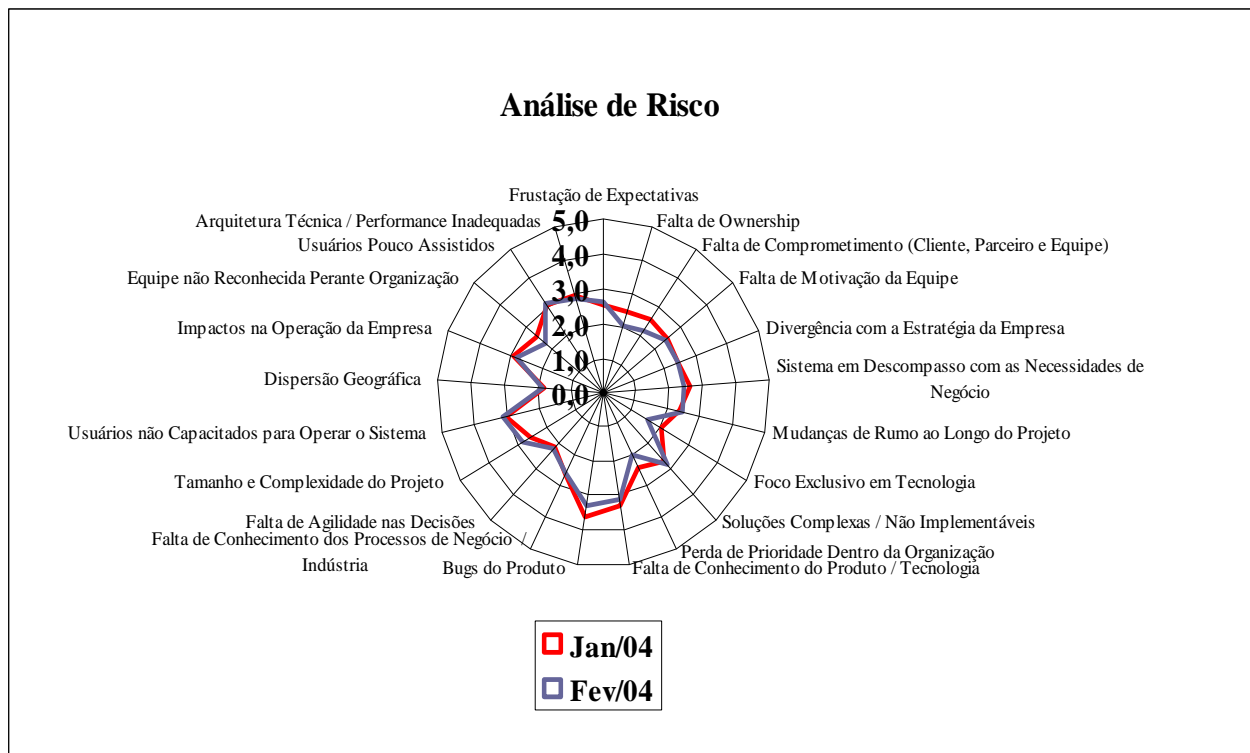 Análise de Risco
Frustação de Expectativas
Arquitetura Técnica / Performance Inadequadas
5,0
Falta de Ownership
Usuários Pouco Assistidos
4,0
Falta de Comprometimento (Cliente, Parceiro e Equipe)
Equipe não Reconhecida Perante Organização
3,0
Falta de Motivação da Equipe
Impactos na Operação da Empresa
2,0
Divergência com a Estratégia da Empresa
1,0
Dispersão Geográfica
0,0
Sistema em Descompasso com as Necessidades de
Negócio
Usuários não Capacitados para Operar o Sistema
Mudanças de Rumo ao Longo do Projeto
Tamanho e Complexidade do Projeto
Foco Exclusivo em Tecnologia
Falta de Agilidade nas Decisões
Soluções Complexas / Não Implementáveis
Falta de Conhecimento dos Processos de Negócio /
Indústria
Perda de Prioridade Dentro da Organização
Bugs do Produto
Falta de Conhecimento do Produto / Tecnologia
Jan/04
Fev/04